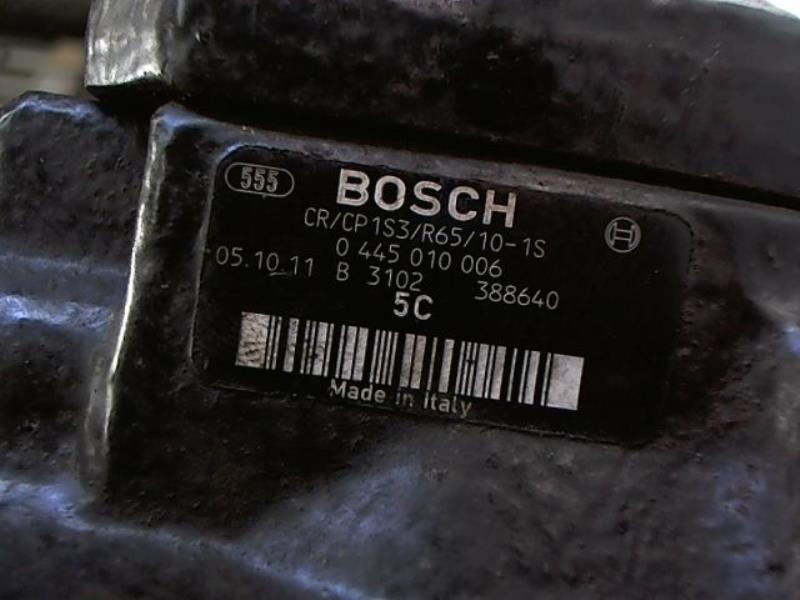 555 BOSCH
CR/CP1S3/R65/10-1S
0 445 010 006
05.10.11 B 3102 388640
5C
Made in Italy